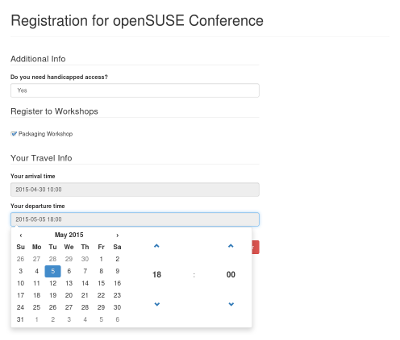 Registration for openSUSE Conference
Additional Info
Do you need handicapped access?
Yes
Register to Workshops
Packaging Workshop
Your Travel Info
Your arrival time
2015-04-30 10:00
Your departure time
2015-05-05 18:00
‹ May 2015 ›
Su Mo Tu We Th Fr Sa
26 27 28 29 30 1 2
3 4 5 6 7 8 9
10 11 12 13 14 15 16
17 18 19 20 21 22 23
24 25 26 27 28 29 30
31 1 2 3 4 5 6
18 : 00